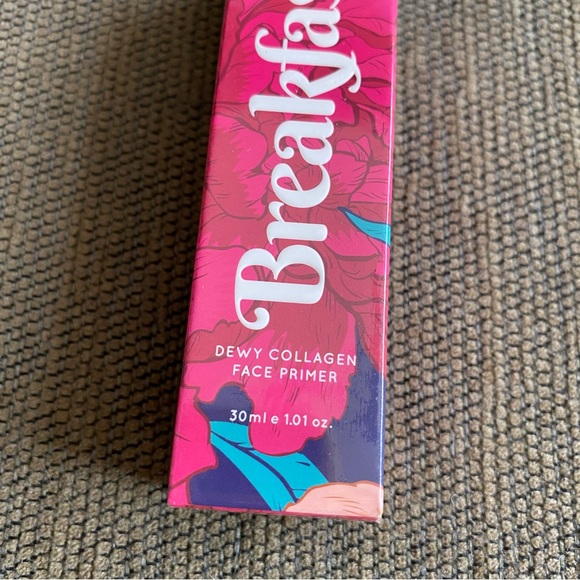 Breakfas
DEWY COLLAGEN
FACE PRIMER
30ml e 1.01 oz.